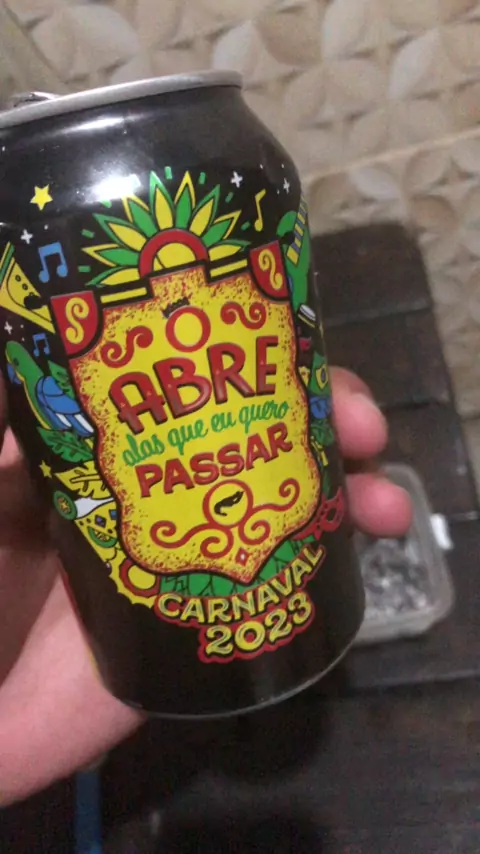 Ó
ABRE
alas que eu quero
PASSAR
CARNAVAL
2023